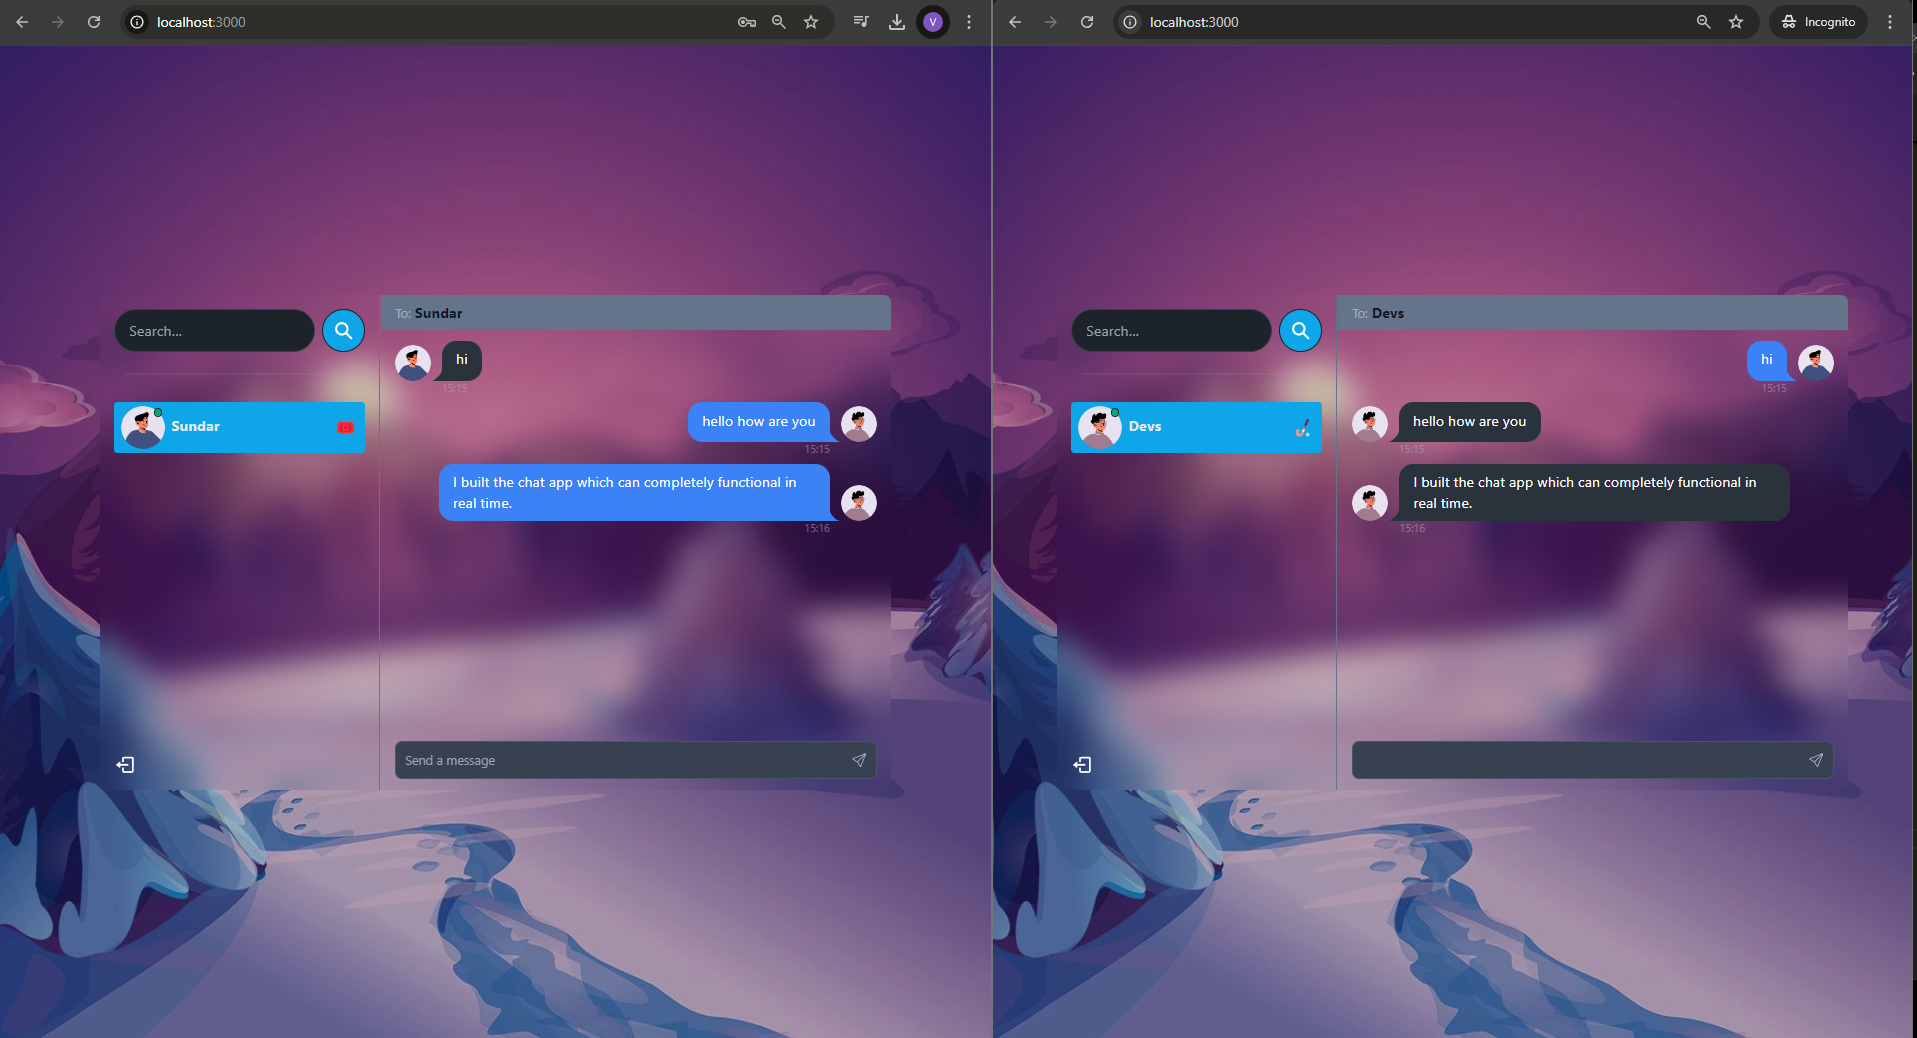 localhost:3000
V
Search...
To: Sundar
hi
15:15
Sundar
hello how are you
15:15
I built the chat app which can completely functional in
real time.
15:16
Send a message
localhost:3000
Incognito
Search...
To: Devs
hi
15:15
Devs
hello how are you
15:15
I built the chat app which can completely functional in
real time.
15:16